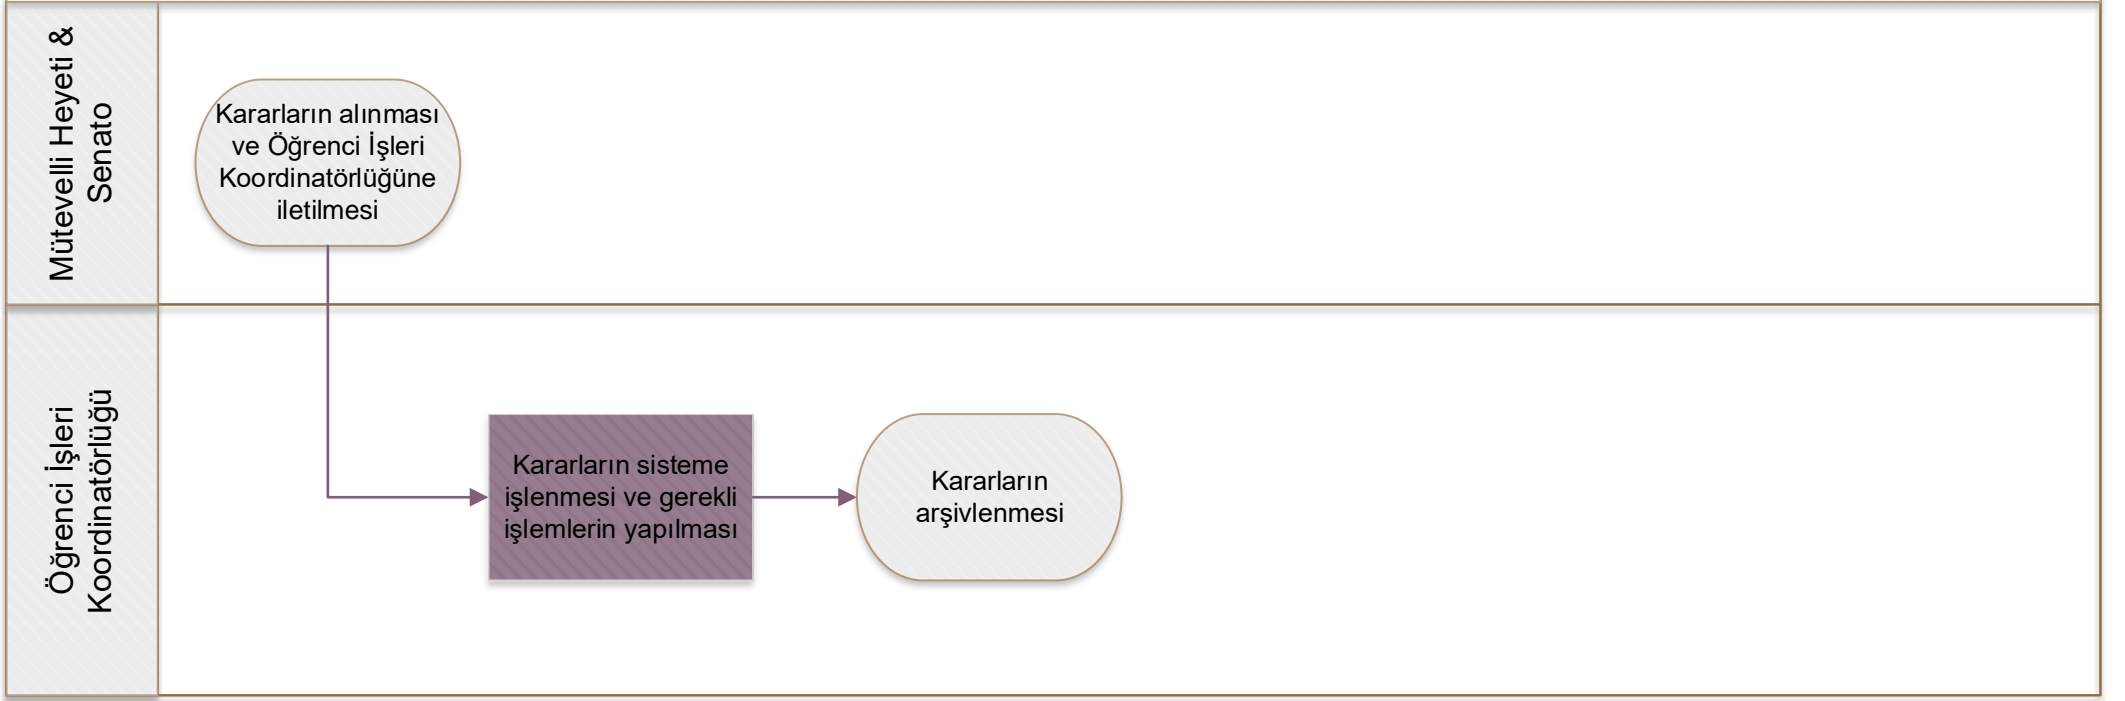 Mütevelli Heyeti &
Senato
Kararların alınması
ve Öğrenci İşleri
Koordinatörlüğüne
iletilmesi
Öğrenci İşleri
Koordinatörlüğü
Kararların sisteme
işlenmesi ve gerekli
işlemlerin yapılması
Kararların
arşivlenmesi